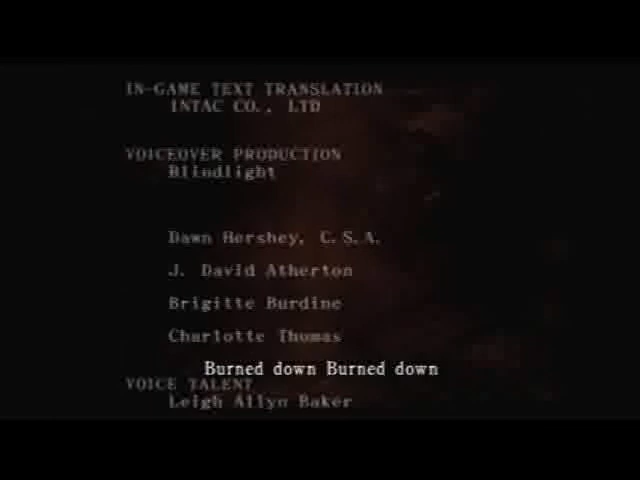 IN-GAME TEXT TRANSLATION
INTAC CO., LTD
VOICEOVER PRODUCTION
Blindlight
Dawn Hershey, C.S.A.
J. David Atherton
Brigitte Burdine
Charlotte Thomas
Burned down Burned down
VOICE TALENT
Leigh Allyn Baker